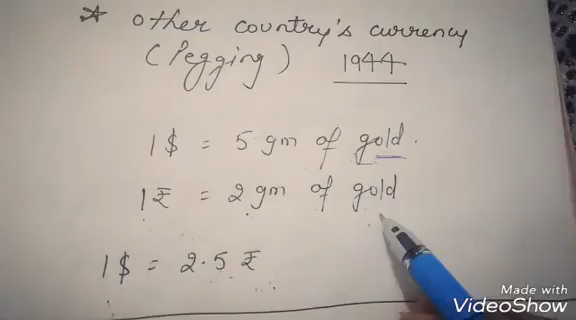 * Other country's currency
(Pegging) 1944
1$ = 5 gm of gold.
1₹ = 2 gm of gold
1$ = 2.5 ₹
Made with
VideoShow